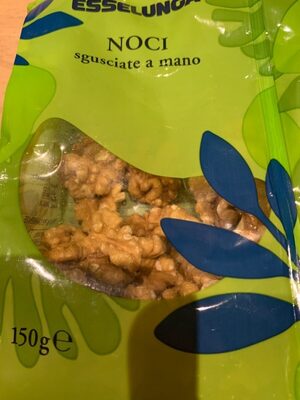 ESSELUNGA
NOCI
sgusciate a mano
150g e